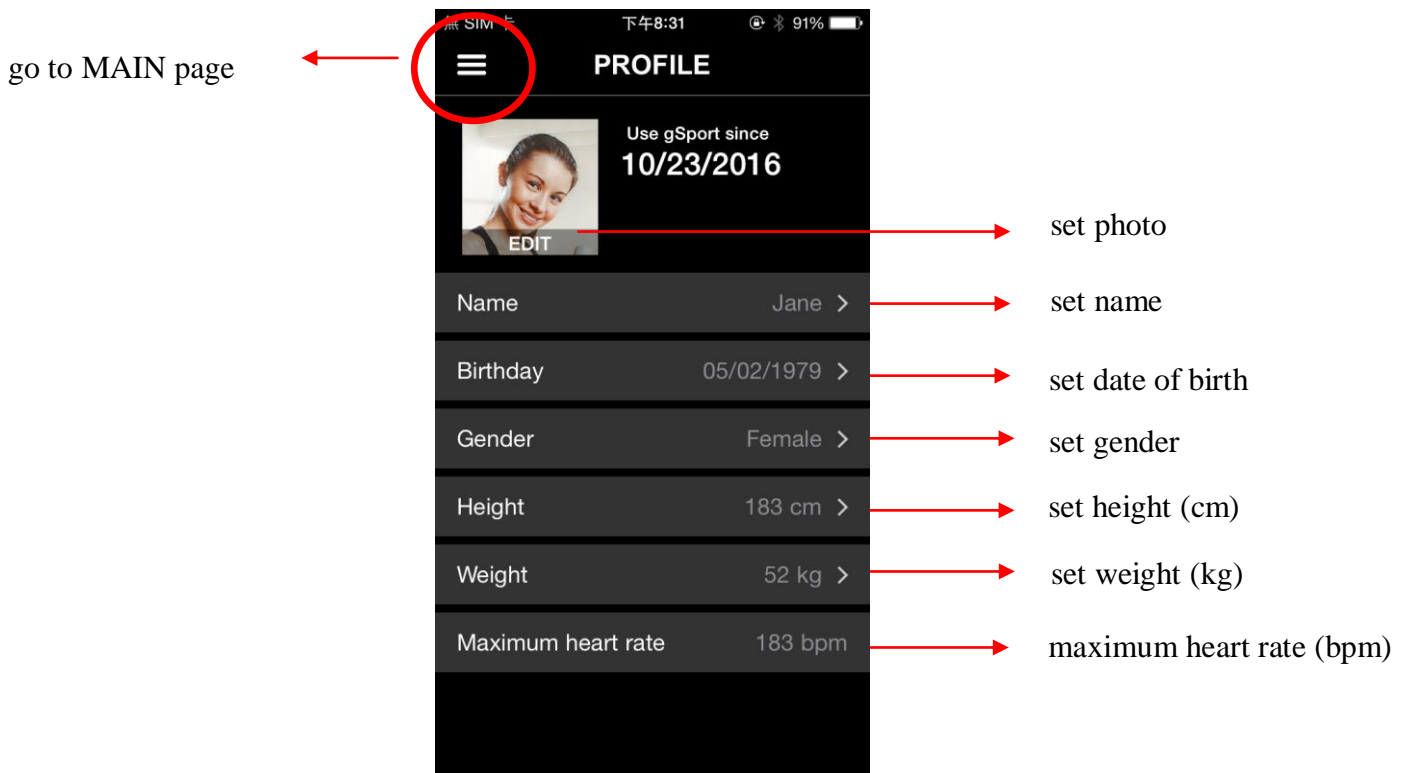 無 SIM 卡 下午8:31 91%
go to MAIN page
PROFILE
Use gSport since
10/23/2016
EDIT
set photo
Name Jane > set name
Birthday 05/02/1979 > set date of birth
Gender Female > set gender
Height 183 cm > set height (cm)
Weight 52 kg > set weight (kg)
Maximum heart rate 183 bpm maximum heart rate (bpm)